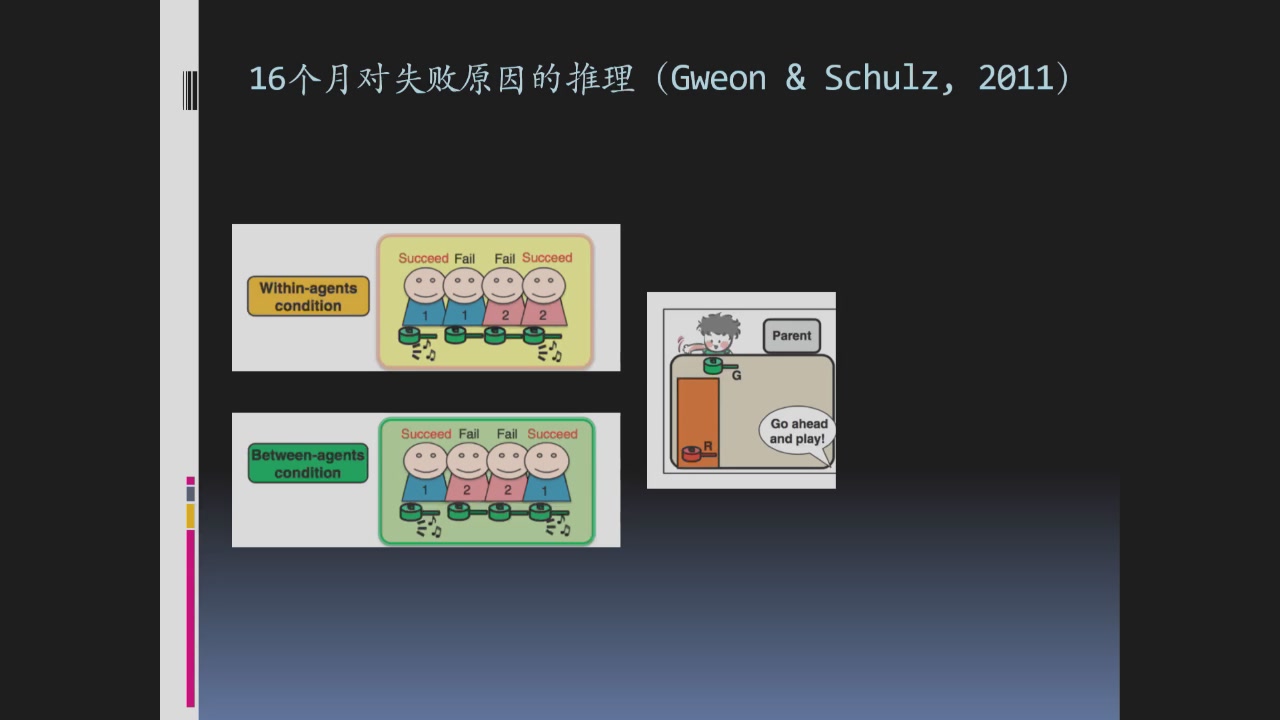 16个月对失败原因的推理（Gweon & Schulz, 2011）
Within-agents
condition
Succeed Fail Fail Succeed
1 1 2 2
Between-agents
condition
Succeed Fail Fail Succeed
1 2 2 1
Parent
G
R
Go ahead
and play!